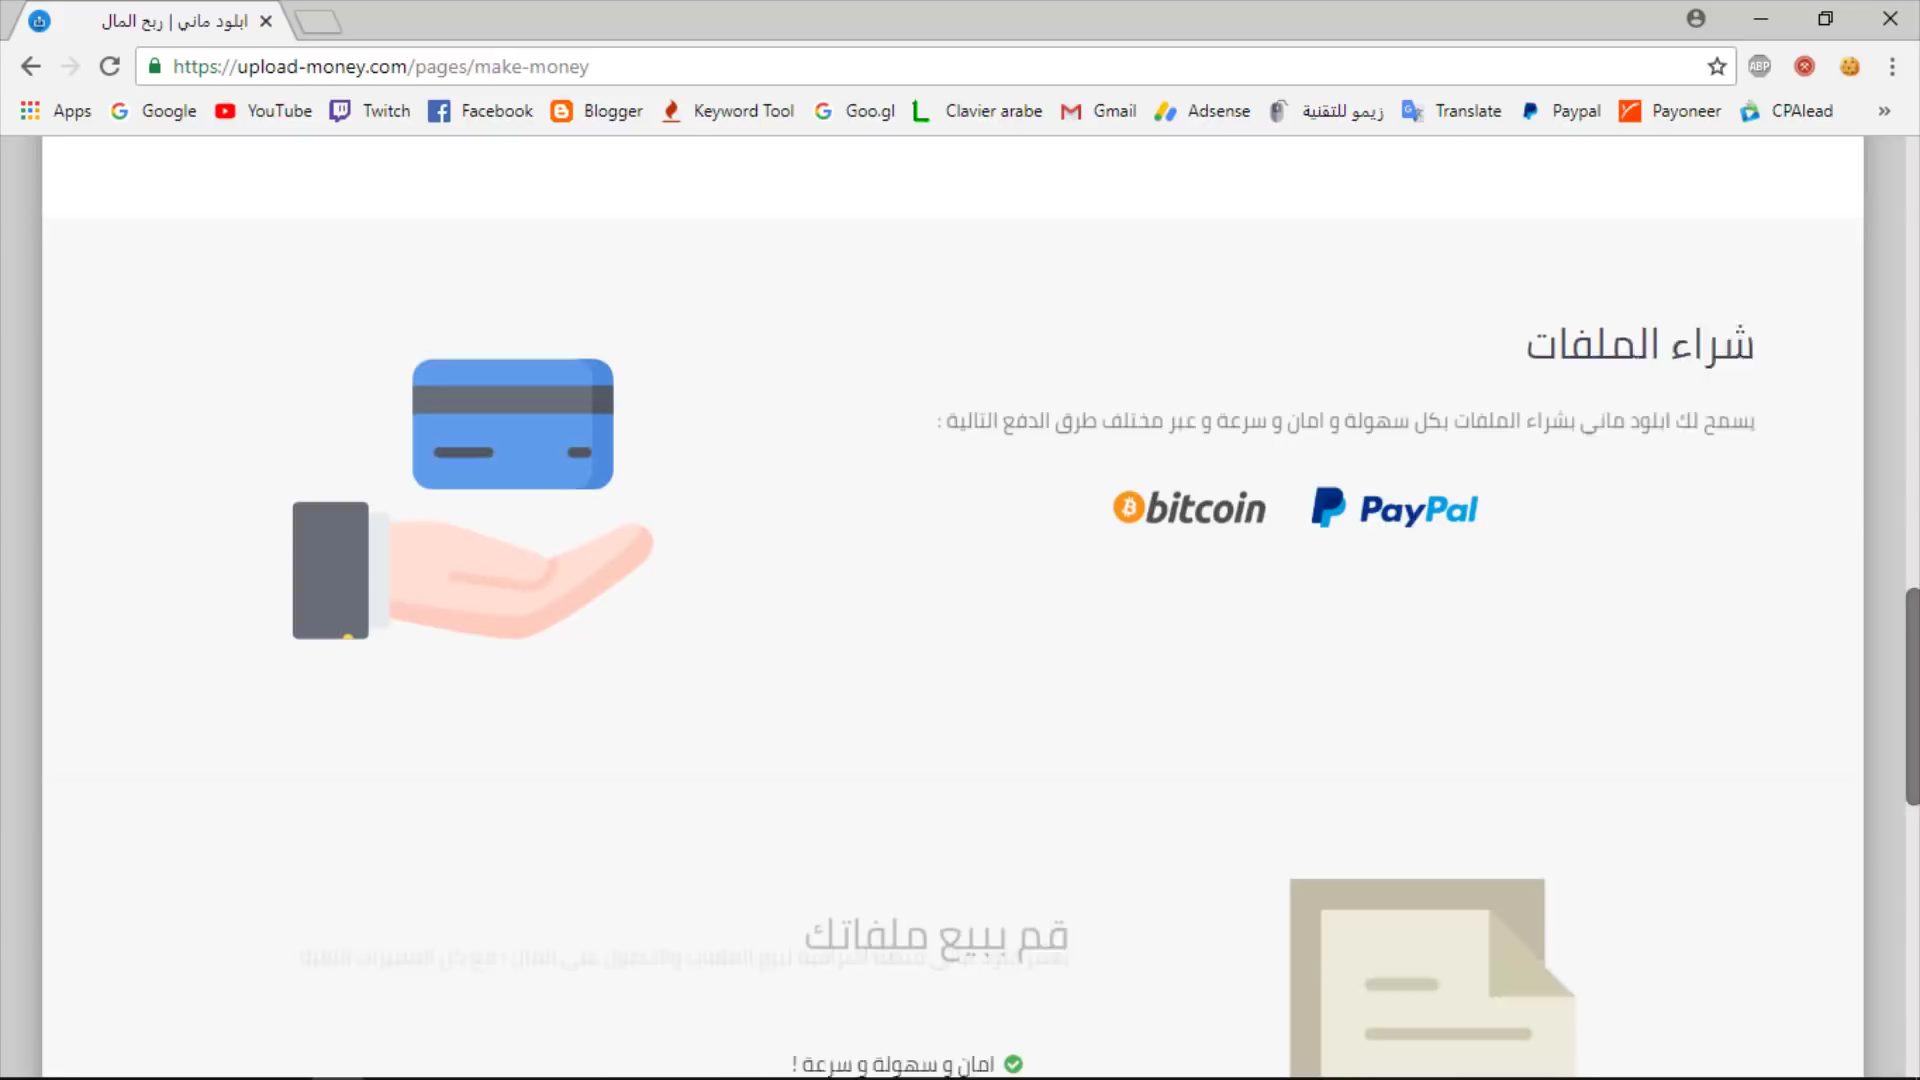 ابلود ماني | ربح المال
https://upload-money.com/pages/make-money
ABP
Apps Google YouTube Twitch Facebook Blogger Keyword Tool Goo.gl Clavier arabe Gmail Adsense زيمو للتقنية Translate Paypal Payoneer CPAlead »
شراء الملفات
يسمح لك ابلود ماني بشراء الملفات بكل سهولة و امان و سرعة و عبر مختلف طرق الدفع التالية :
bitcoin PayPal
قم ببيع ملفاتك
امان و سهولة و سرعة !